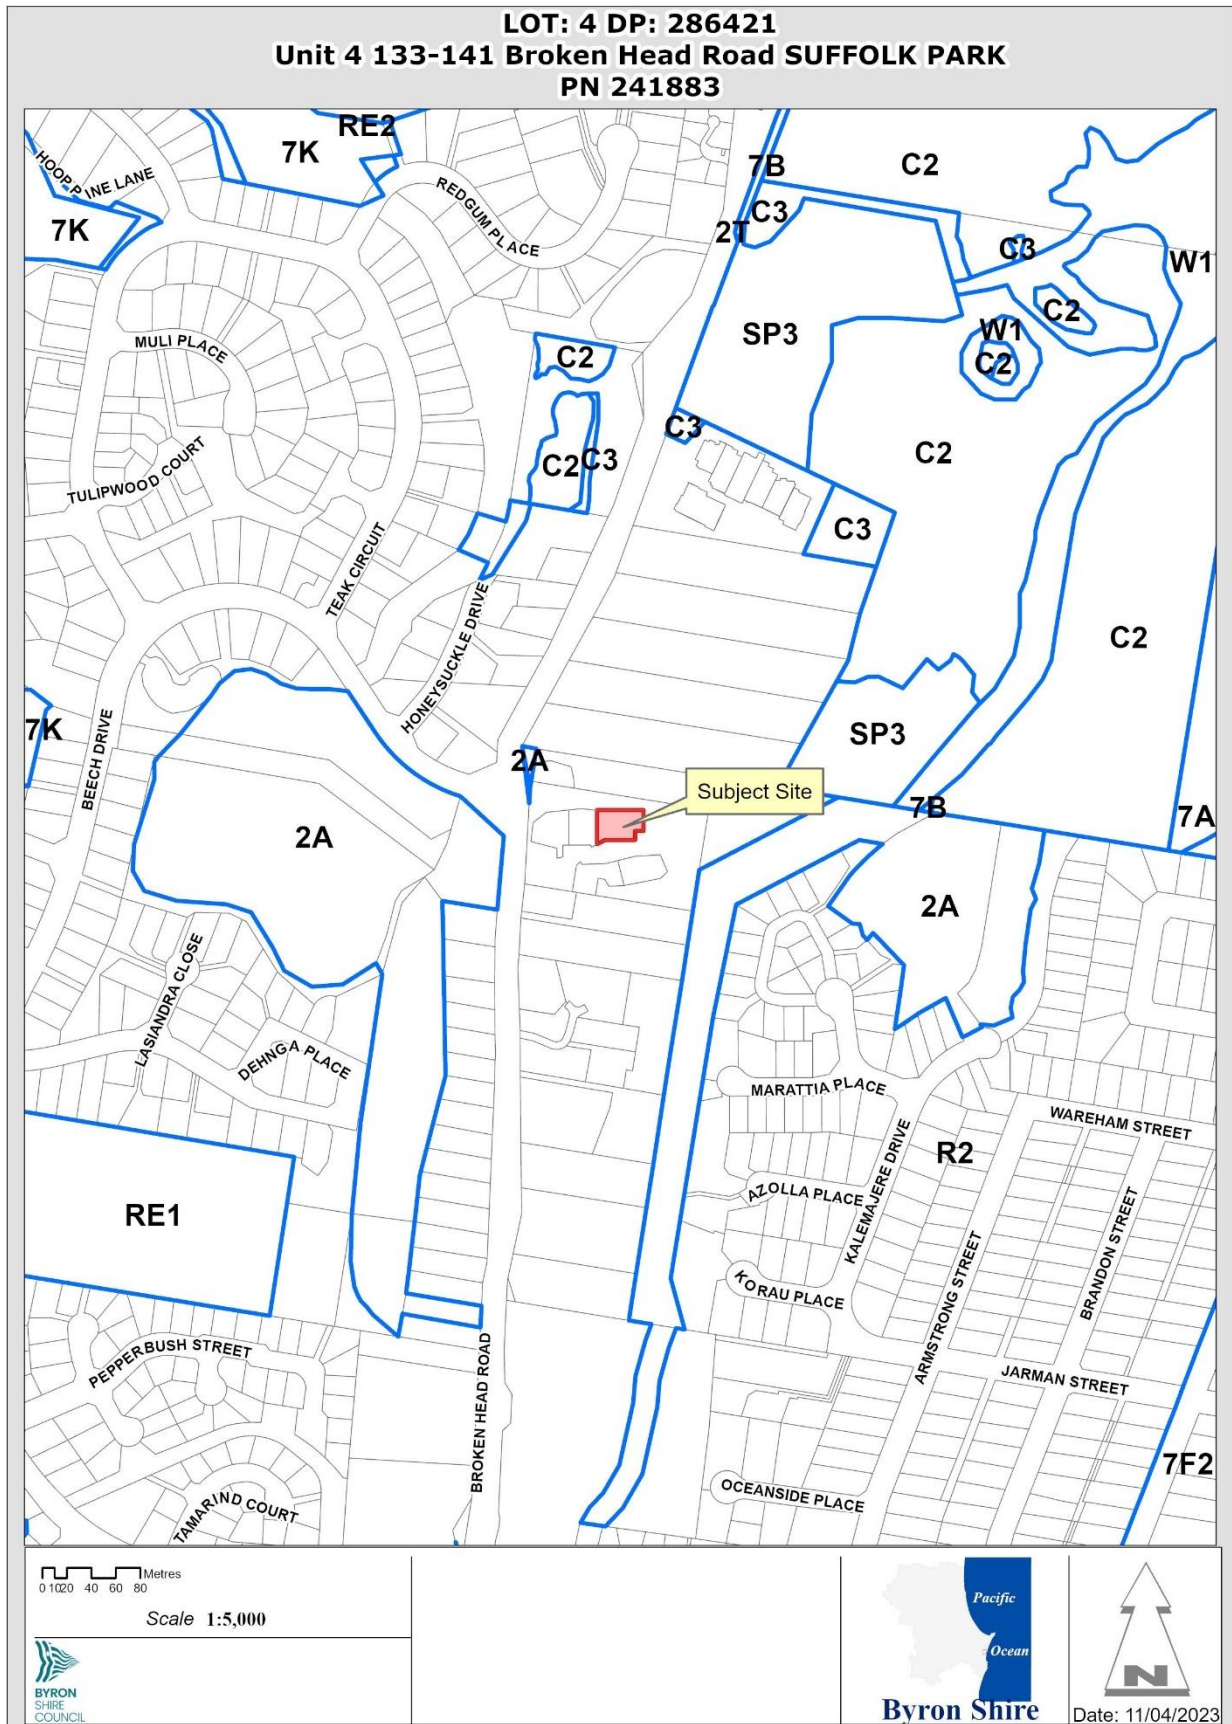 LOT: 4 DP: 286421
Unit 4 133-141 Broken Head Road SUFFOLK PARK
PN 241883
RE2
7K
HOOP PINE LANE
7K
REDGUM PLACE
7B
C2
C3
2T
C3
W1
MULI PLACE
SP3
C2
W1
C2
C2
C3
TULIPWOOD COURT
C2
C3
C2
C3
TEAK CIRCUIT
HONEYSUCKLE DRIVE
C2
7K
BEECH DRIVE
2A
SP3
Subject Site
7B
7A
2A
2A
LASIANDRA CLOSE
DEHNGA PLACE
MARATTIA PLACE
WAREHAM STREET
R2
KALEMAJERE DRIVE
AZOLLA PLACE
RE1
BRANDON STREET
ARMSTRONG STREET
KORAU PLACE
PEPPERBUSH STREET
JARMAN STREET
BROKEN HEAD ROAD
7F2
OCEANSIDE PLACE
TAMARIND COURT
Metres
0 10 20 40 60 80
Scale 1:5,000
BYRON
SHIRE
COUNCIL
Pacific
Ocean
Byron Shire
N
Date: 11/04/2023